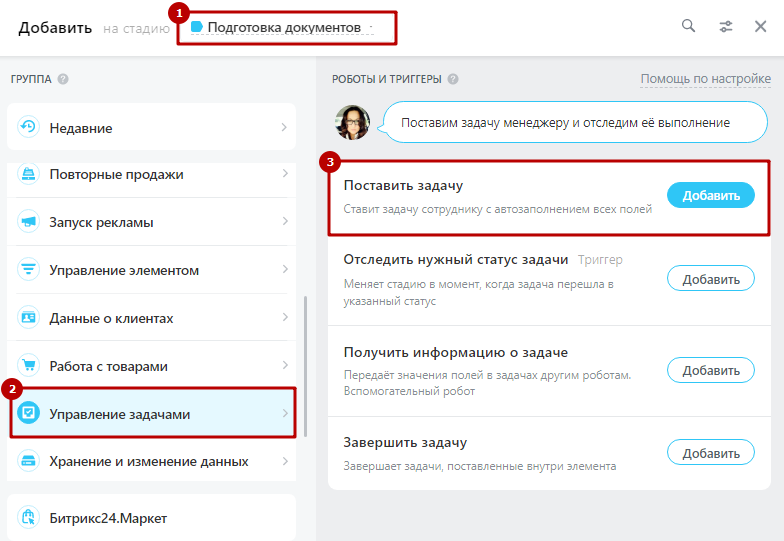 1
Добавить на стадию Подготовка документов
ГРУППА ?
Недавние
Повторные продажи
Запуск рекламы
Управление элементом
Данные о клиентах
Работа с товарами
2
Управление задачами
Хранение и изменение данных
Битрикс24.Маркет
РОБОТЫ И ТРИГГЕРЫ ? Помощь по настройке
Поставим задачу менеджеру и отследим её выполнение
3
Поставить задачу
Ставит задачу сотруднику с автозаполнением всех полей
Добавить
Отследить нужный статус задачи Триггер
Меняет стадию в момент, когда задача перешла в
указанный статус
Добавить
Получить информацию о задаче
Передаёт значения полей в задачах другим роботам.
Вспомогательный робот
Добавить
Завершить задачу
Завершает задачи, поставленные внутри элемента
Добавить